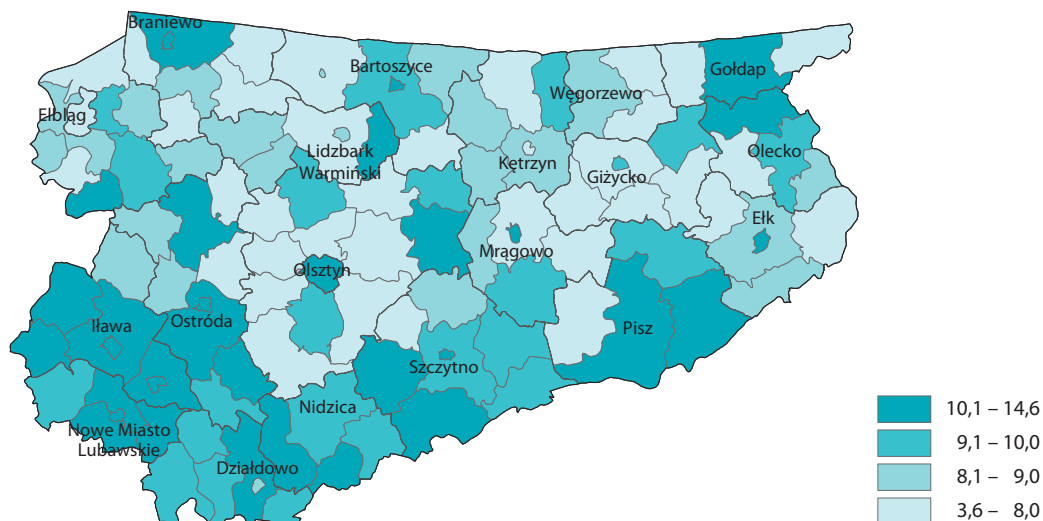 Braniewo
Bartoszyce
Gołdap
Węgorzewo
Elbląg
Lidzbark
Warmiński
Kętrzyn
Giżycko
Olecko
Ełk
Mrągowo
Olsztyn
Iława
Ostróda
Pisz
Szczytno
Nidzica
Nowe Miasto
Lubawskie
Działdowo
10,1 – 14,6
9,1 – 10,0
8,1 – 9,0
3,6 – 8,0